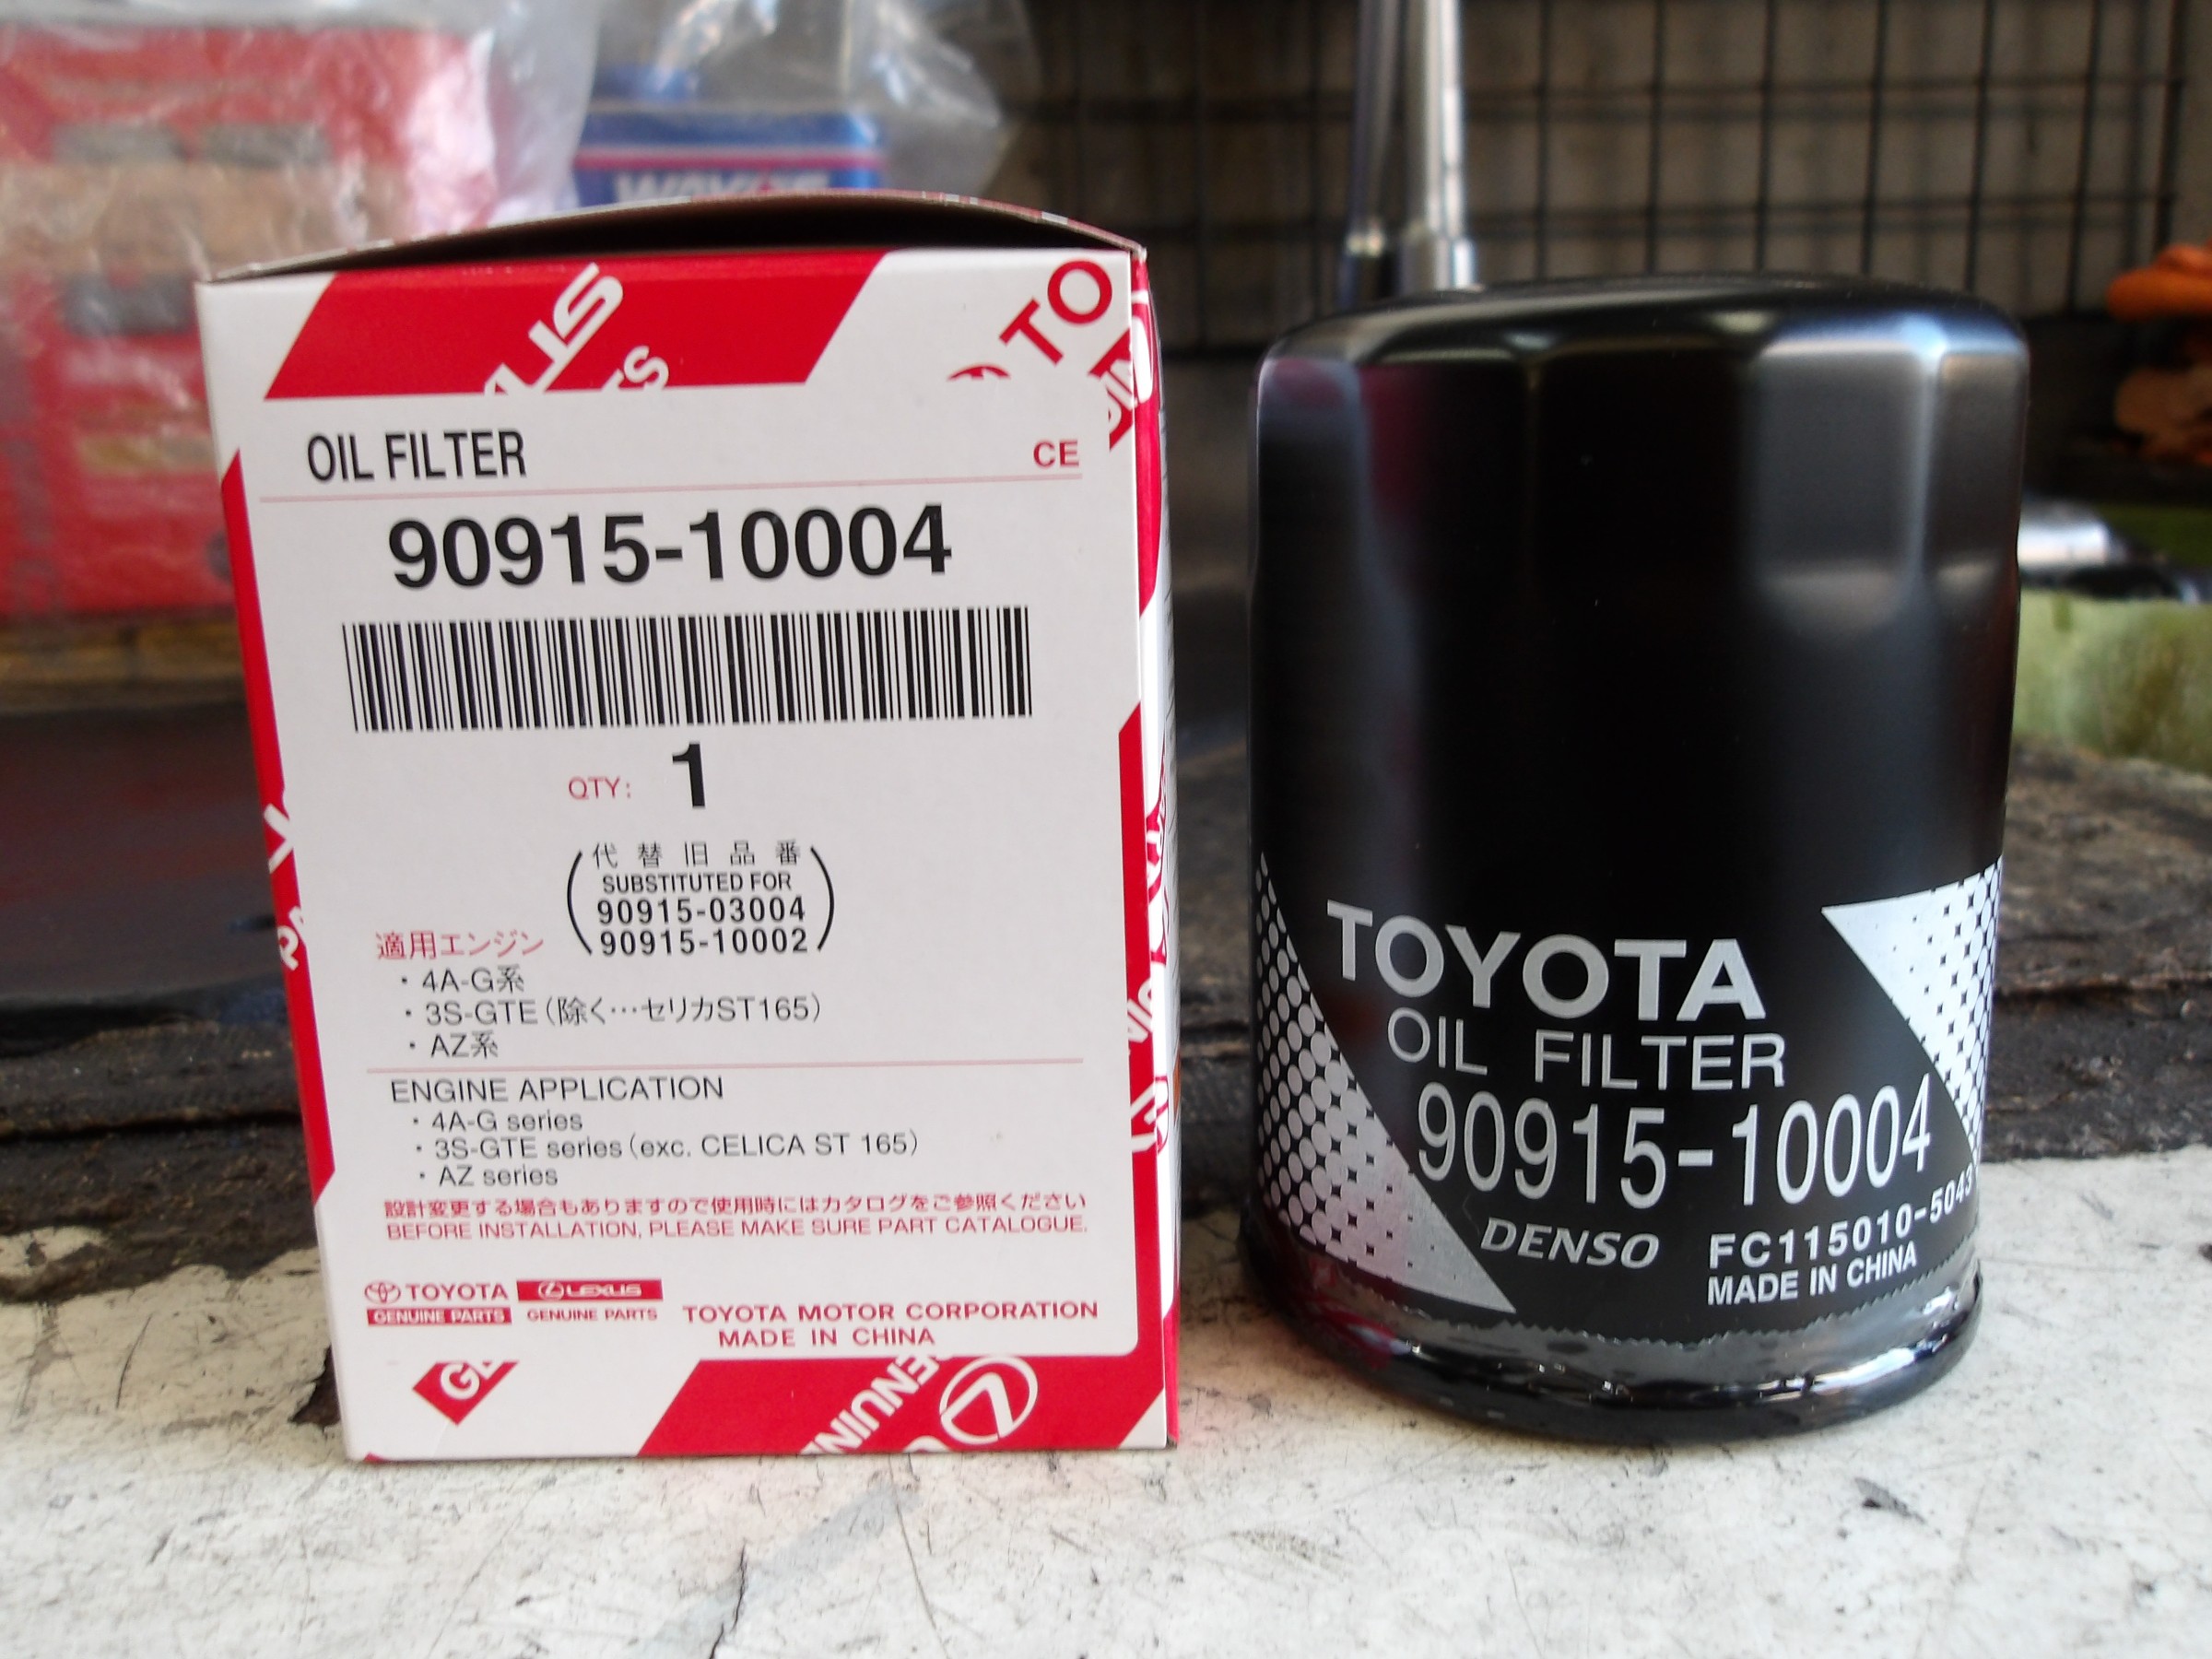 TO
OIL FILTER
CE
90915-10004
QTY: 1
代替旧品番
SUBSTITUTED FOR
90915-03004
90915-10002
適用エンジン
・4A-G系
・3S-GTE(除く…セリカST165)
・AZ系
ENGINE APPLICATION
・4A-G series
・3S-GTE series(exc. CELICA ST 165)
・AZ series
設計変更する場合もありますので使用時にはカタログをご参照ください
BEFORE INSTALLATION, PLEASE MAKE SURE PART CATALOGUE.
TOYOTA LEXUS
GENUINE PARTS GENUINE PARTS
TOYOTA MOTOR CORPORATION
MADE IN CHINA
TOYOTA
OIL FILTER
90915-10004
DENSO
FC115010-5043
MADE IN CHINA